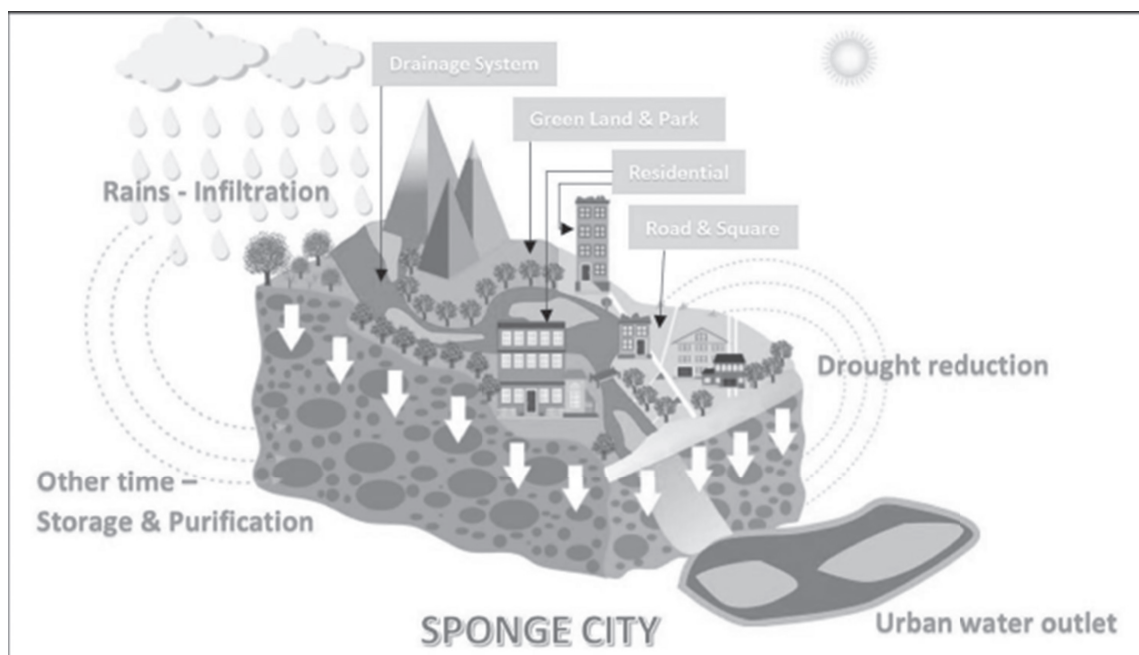 Drainage System
Green Land & Park
Residential
Rains - Infiltration
Road & Square
Drought reduction
Other time –
Storage & Purification
Urban water outlet
SPONGE CITY